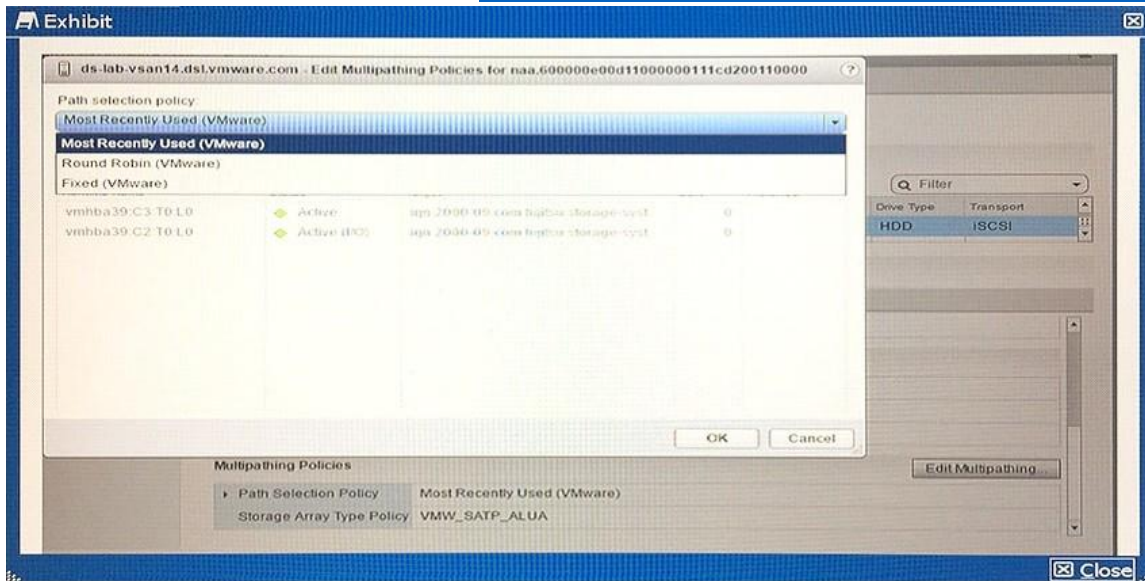 Exhibit
ds-lab-vsan14.dsl.vmware.com - Edit Multipathing Policies for naa.600000e00d11000000111cd200110000
Path selection policy:
Most Recently Used (VMware)
Most Recently Used (VMware)
Round Robin (VMware)
Fixed (VMware)
Filter
Drive Type Transport
HDD iSCSI
vmhba39:C3:T0:L0 Active 0
vmhba39:C2:T0:L0 Active (I/O) 0
OK Cancel
Multipathing Policies
Edit Multipathing...
Path Selection Policy Most Recently Used (VMware)
Storage Array Type Policy VMW_SATP_ALUA
Close